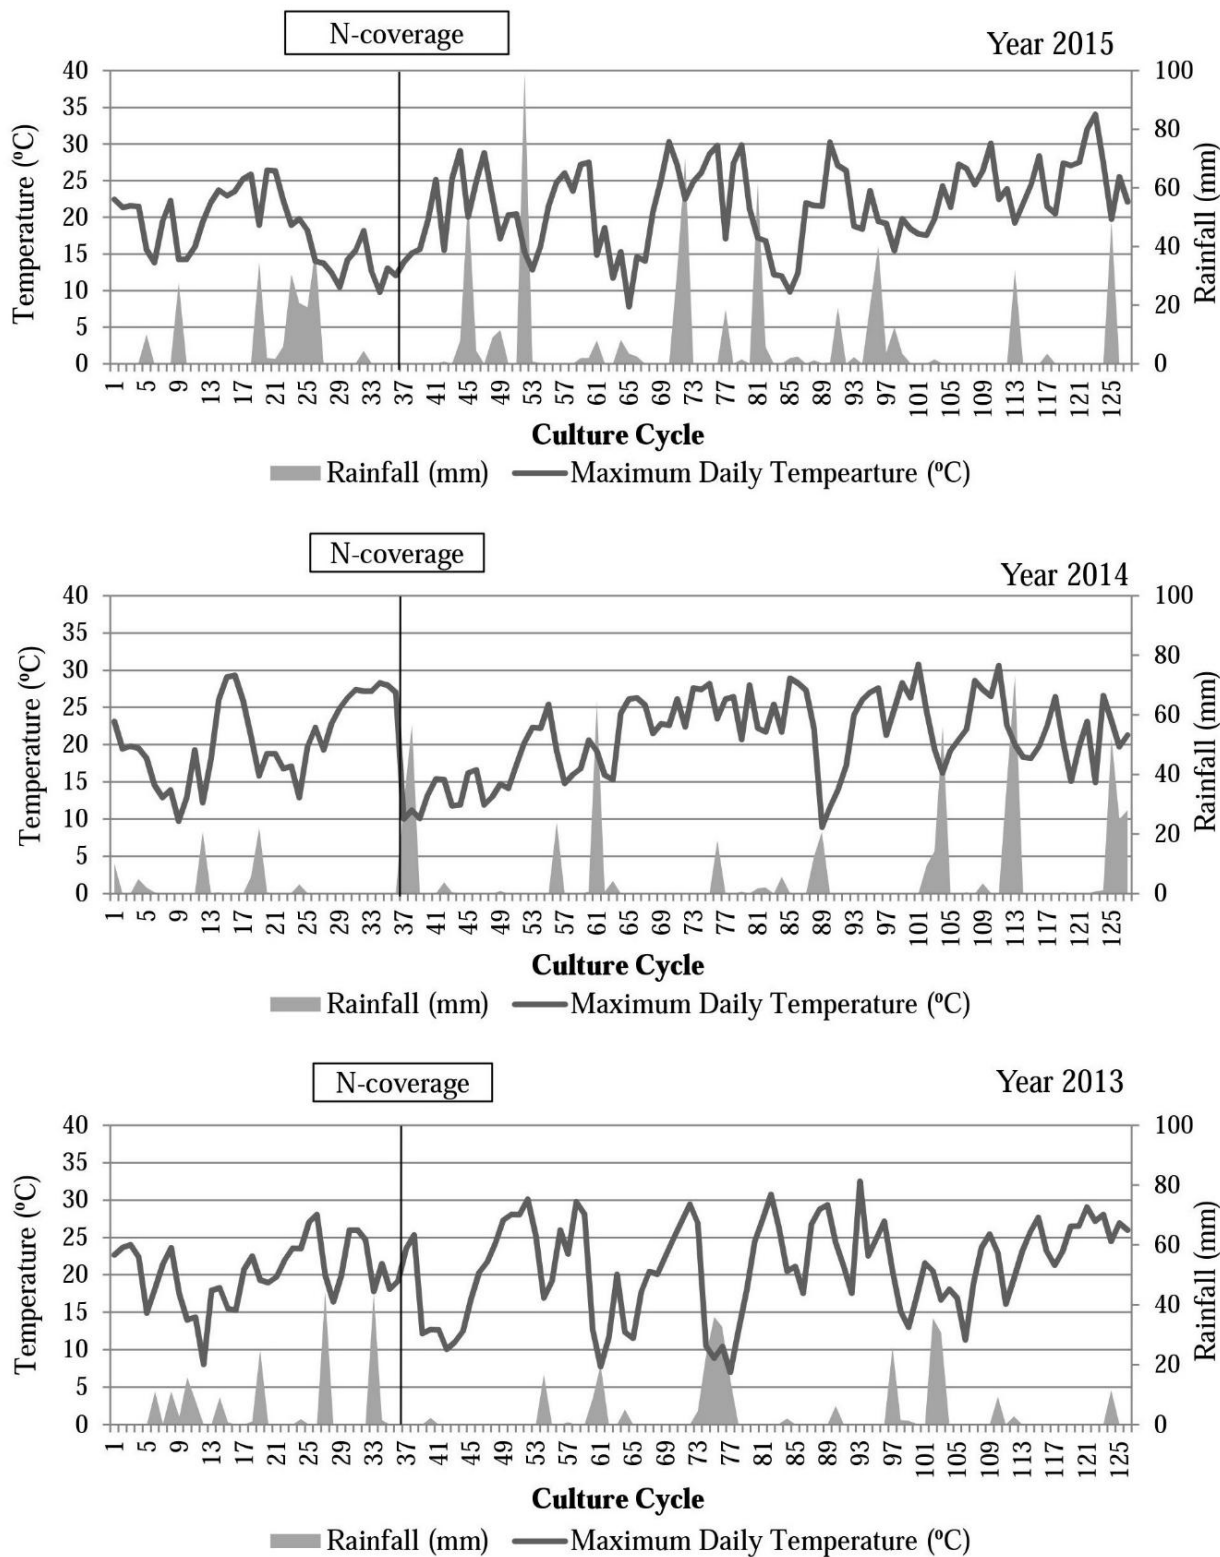 N-coverage
Year 2015
Temperature (ºC)
40
35
30
25
20
15
10
5
0
100
80
60
40
20
0
Rainfall (mm)
1 5 9 13 17 21 25 29 33 37 41 45 49 53 57 61 65 69 73 77 81 85 89 93 97 101 105 109 113 117 121 125
Culture Cycle
Rainfall (mm) Maximum Daily Tempearture (ºC)
N-coverage
Year 2014
Temperature (ºC)
40
35
30
25
20
15
10
5
0
100
80
60
40
20
0
Rainfall (mm)
1 5 9 13 17 21 25 29 33 37 41 45 49 53 57 61 65 69 73 77 81 85 89 93 97 101 105 109 113 117 121 125
Culture Cycle
Rainfall (mm) Maximum Daily Temperature (ºC)
N-coverage
Year 2013
Temperature (ºC)
40
35
30
25
20
15
10
5
0
100
80
60
40
20
0
Rainfall (mm)
1 5 9 13 17 21 25 29 33 37 41 45 49 53 57 61 65 69 73 77 81 85 89 93 97 101 105 109 113 117 121 125
Culture Cycle
Rainfall (mm) Maximum Daily Temperature (ºC)